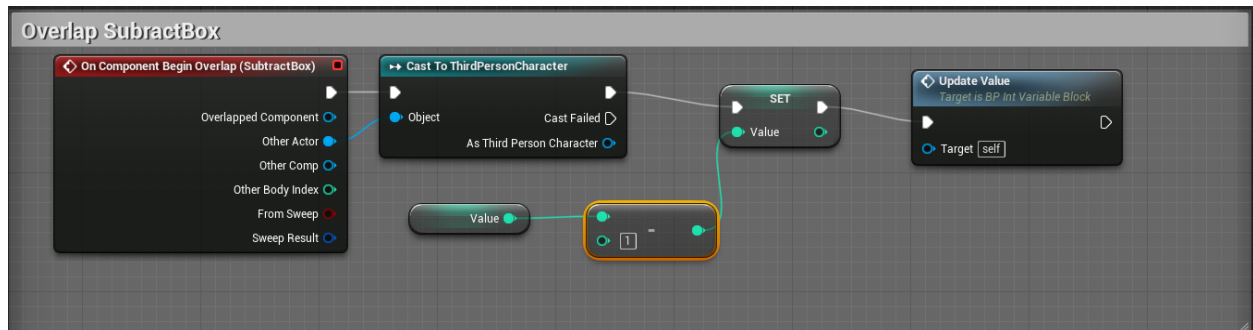 Overlap SubractBox
On Component Begin Overlap (SubtractBox)
Overlapped Component
Other Actor
Other Comp
Other Body Index
From Sweep
Sweep Result
Cast To ThirdPersonCharacter
Object
Cast Failed
As Third Person Character
Value
-
1
SET
Value
Update Value
Target is BP Int Variable Block
Target self